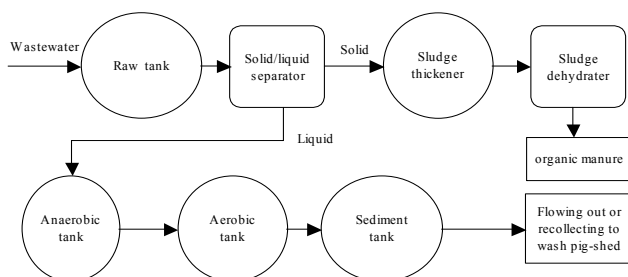 Wastewater
Raw tank
Solid/liquid
separator
Solid
Sludge
thickener
Sludge
dehydrater
Liquid
organic manure
Anaerobic
tank
Aerobic
tank
Sediment
tank
Flowing out or
recollecting to
wash pig-shed